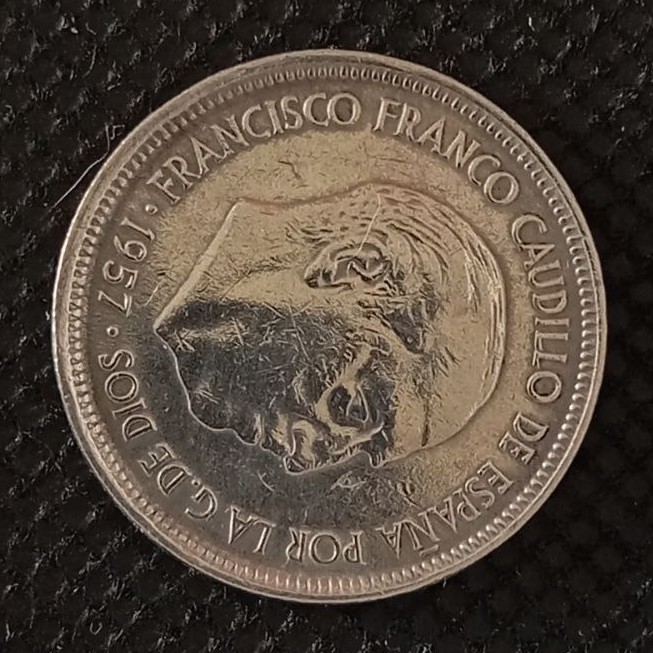 FRANCISCO FRANCO CAUDILLO DE ESPAÑA POR LA G. DE DIOS · 1957 ·